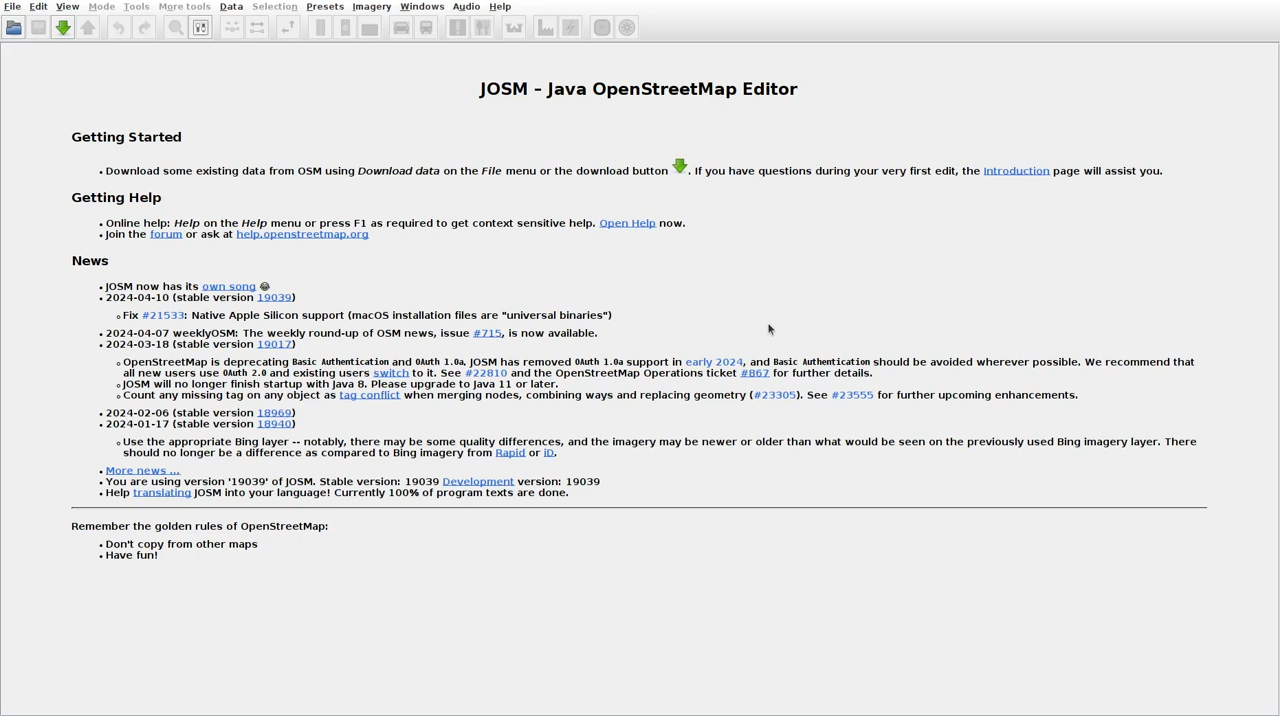 File Edit View Mode Tools More tools Data Selection Presets Imagery Windows Audio Help
JOSM – Java OpenStreetMap Editor
Getting Started
• Download some existing data from OSM using Download data on the File menu or the download button . If you have questions during your very first edit, the Introduction page will assist you.
Getting Help
• Online help: Help on the Help menu or press F1 as required to get context sensitive help. Open Help now.
• Join the forum or ask at help.openstreetmap.org
News
• JOSM now has its own song 😂
• 2024-04-10 (stable version 19039)
◦ Fix #21533: Native Apple Silicon support (macOS installation files are "universal binaries")
• 2024-04-07 weeklyOSM: The weekly round-up of OSM news, issue #715, is now available.
• 2024-03-18 (stable version 19017)
◦ OpenStreetMap is deprecating Basic Authentication and OAuth 1.0a. JOSM has removed OAuth 1.0a support in early 2024, and Basic Authentication should be avoided wherever possible. We recommend that
all new users use OAuth 2.0 and existing users switch to it. See #22810 and the OpenStreetMap Operations ticket #867 for further details.
◦ JOSM will no longer finish startup with Java 8. Please upgrade to Java 11 or later.
◦ Count any missing tag on any object as tag conflict when merging nodes, combining ways and replacing geometry (#23305). See #23555 for further upcoming enhancements.
• 2024-02-06 (stable version 18969)
• 2024-01-17 (stable version 18940)
◦ Use the appropriate Bing layer -- notably, there may be some quality differences, and the imagery may be newer or older than what would be seen on the previously used Bing imagery layer. There
should no longer be a difference as compared to Bing imagery from Rapid or iD.
• More news ...
• You are using version '19039' of JOSM. Stable version: 19039 Development version: 19039
• Help translating JOSM into your language! Currently 100% of program texts are done.
Remember the golden rules of OpenStreetMap:
• Don't copy from other maps
• Have fun!